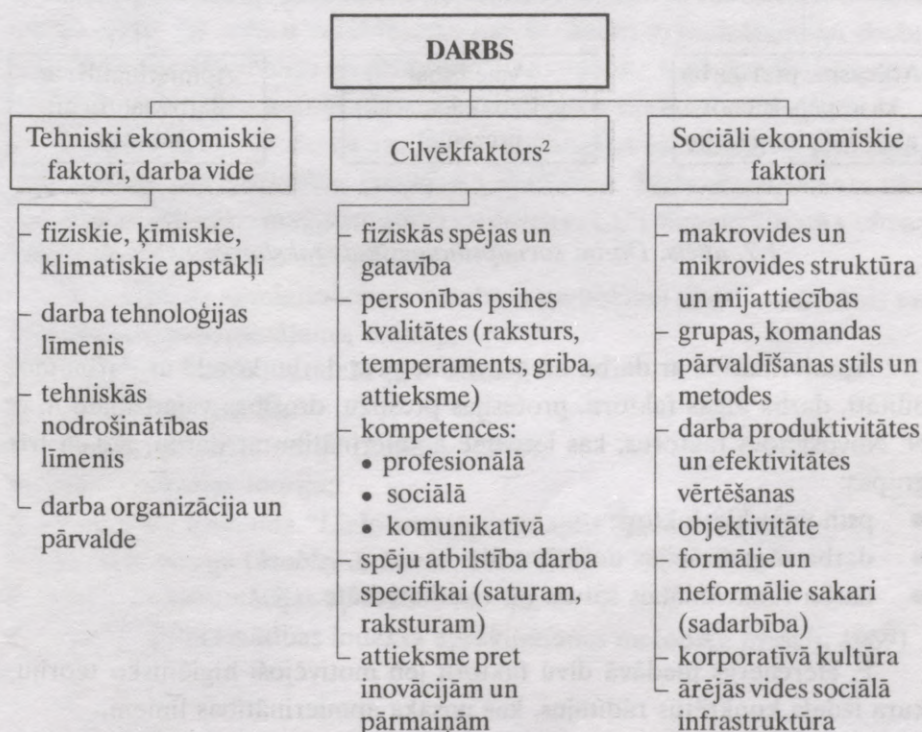 DARBS
Tehniski ekonomiskie
faktori, darba vide
fiziskie, ķīmiskie,
klimatiskie apstākļi
darba tehnoloģijas
līmenis
tehniskās
nodrošinātības
līmenis
darba organizācija un
pārvalde
Cilvēkfaktors²
fiziskās spējas un
gatavība
personības psihes
kvalitātes (raksturs,
temperaments, griba,
attieksme)
kompetences:
• profesionālā
• sociālā
• komunikatīvā
spēju atbilstība darba
specifikai (saturam,
raksturam)
attieksme pret
inovācijām un
pārmaiņām
Sociāli ekonomiskie
faktori
makrovides un
mikrovides struktūra
un mijattiecības
grupas, komandas
pārvaldīšanas stils un
metodes
darba produktivitātes
un efektivitātes
vērtēšanas
objektivitāte
formālie un
neformālie sakari
(sadarbība)
korporatīvā kultūra
ārējās vides sociālā
infrastruktūra